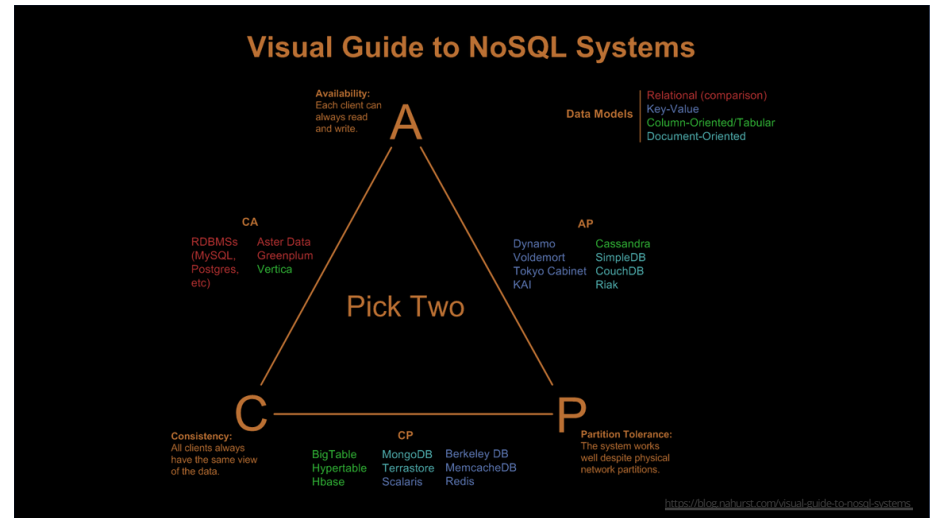 Visual Guide to NoSQL Systems
Availability:
Each client can
always read
and write.
A
Data Models
Relational (comparison)
Key-Value
Column-Oriented/Tabular
Document-Oriented
CA
RDBMSs
(MySQL,
Postgres,
etc)
Aster Data
Greenplum
Vertica
AP
Dynamo
Voldemort
Tokyo Cabinet
KAI
Cassandra
SimpleDB
CouchDB
Riak
Pick Two
C
Consistency:
All clients always
have the same view
of the data.
CP
BigTable
Hypertable
Hbase
MongoDB
Terrastore
Scalaris
Berkeley DB
MemcacheDB
Redis
P
Partition Tolerance:
The system works
well despite physical
network partitions.
https://blog.nahurst.com/visual-guide-to-nosql-systems